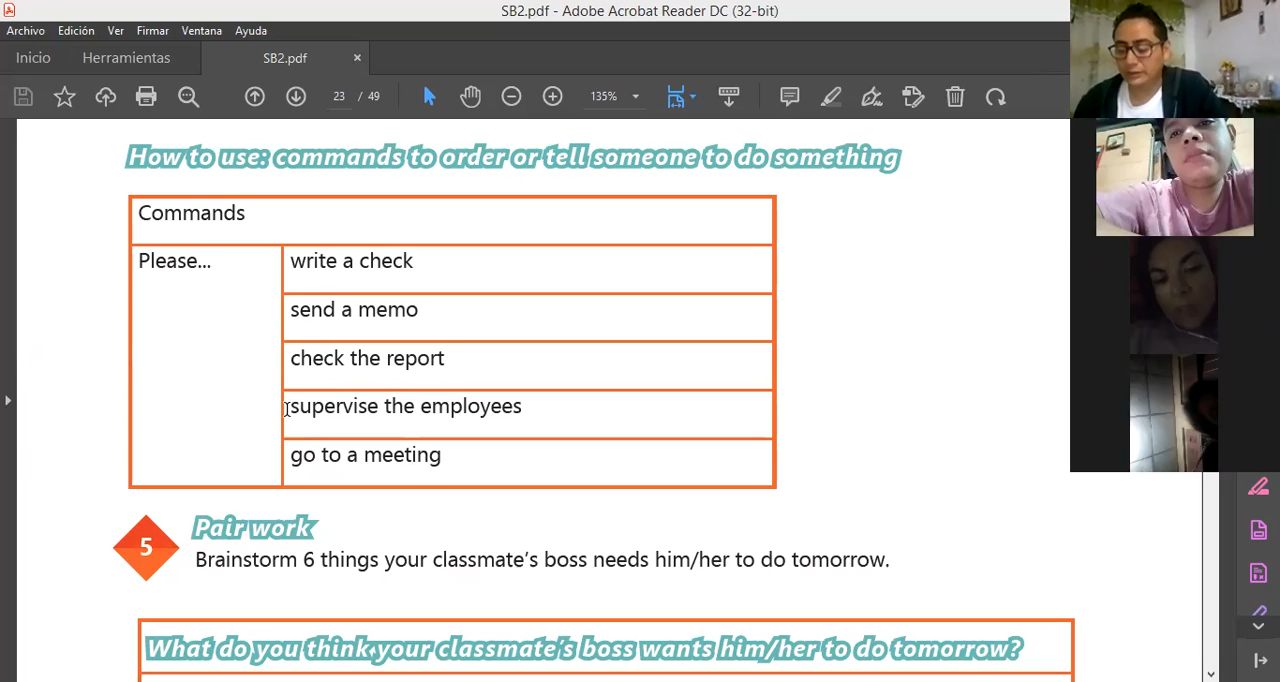 SB2.pdf - Adobe Acrobat Reader DC (32-bit)
Archivo Edición Ver Firmar Ventana Ayuda
Inicio Herramientas SB2.pdf ×
23 / 49 135%
How to use: commands to order or tell someone to do something
Commands
Please... write a check
send a memo
check the report
supervise the employees
go to a meeting
5 Pair work
Brainstorm 6 things your classmate’s boss needs him/her to do tomorrow.
What do you think your classmate's boss wants him/her to do tomorrow?